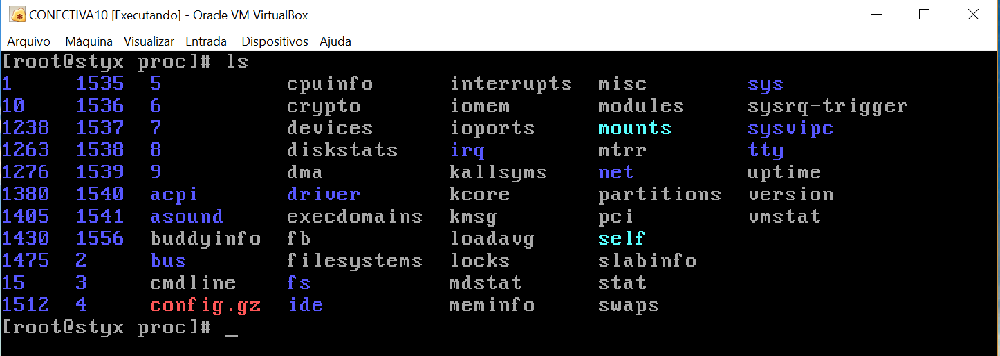 CONECTIVA10 [Executando] - Oracle VM VirtualBox
Arquivo Máquina Visualizar Entrada Dispositivos Ajuda
[root@styx proc]# ls
1 1535 5 cpuinfo interrupts misc sys
10 1536 6 crypto iomem modules sysrq-trigger
1238 1537 7 devices ioports mounts sysvipc
1263 1538 8 diskstats irq mtrr tty
1276 1539 9 dma kallsyms net uptime
1380 1540 acpi driver kcore partitions version
1405 1541 asound execdomains kmsg pci vmstat
1430 1556 buddyinfo fb loadavg self
1475 2 bus filesystems locks slabinfo
15 3 cmdline fs mdstat stat
1512 4 config.gz ide meminfo swaps
[root@styx proc]# _